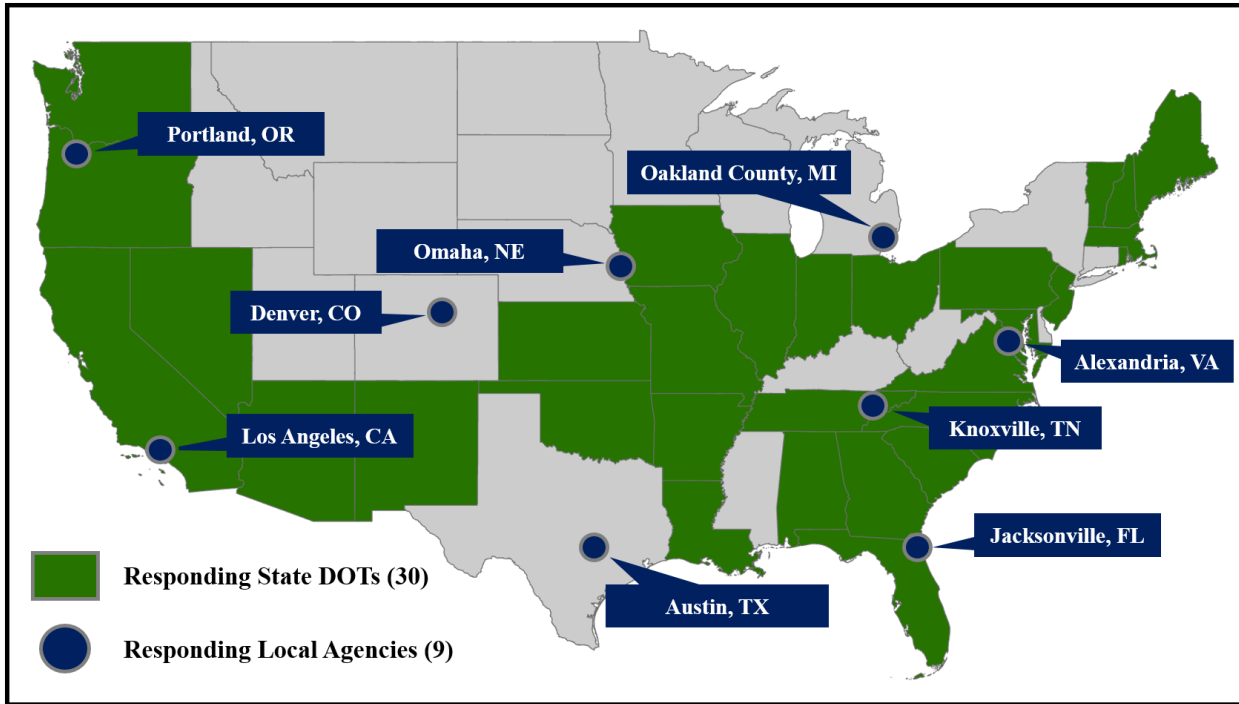 Portland, OR
Oakland County, MI
Omaha, NE
Denver, CO
Alexandria, VA
Los Angeles, CA
Knoxville, TN
Jacksonville, FL
Responding State DOTs (30)
Austin, TX
Responding Local Agencies (9)